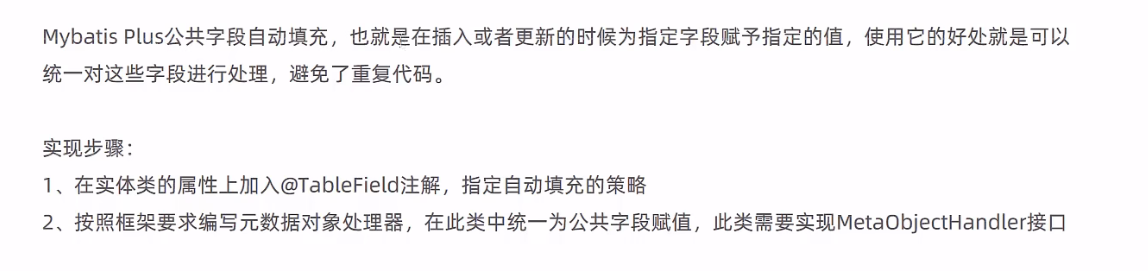 Mybatis Plus公共字段自动填充，也就是在插入或者更新的时候为指定字段赋予指定的值，使用它的好处就是可以
统一对这些字段进行处理，避免了重复代码。
实现步骤：
1、在实体类的属性上加入@TableField注解，指定自动填充的策略
2、按照框架要求编写元数据对象处理器，在此类中统一为公共字段赋值，此类需要实现MetaObjectHandler接口